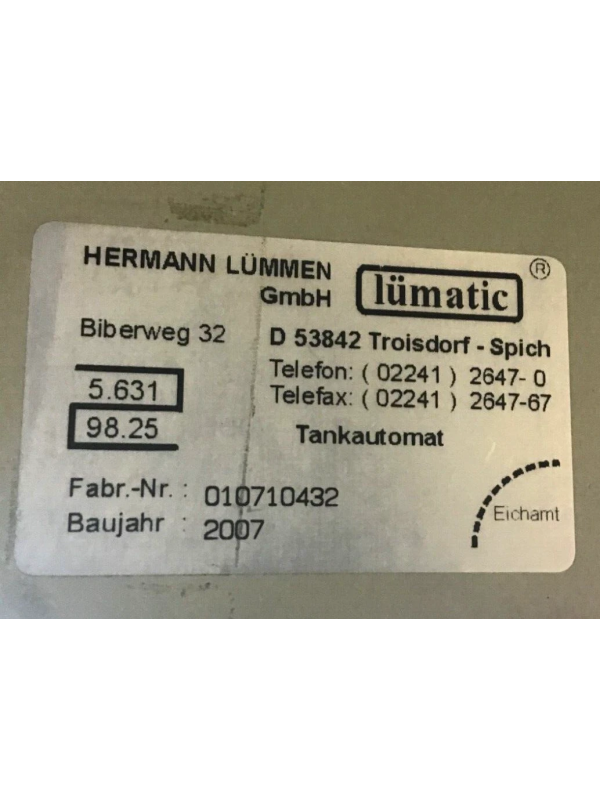 HERMANN LÜMMEN
GmbH
lümatic ®
Biberweg 32
D 53842 Troisdorf - Spich
Telefon: ( 02241 ) 2647- 0
Telefax: ( 02241 ) 2647-67
5.631
98.25
Tankautomat
Fabr.-Nr. : 010710432
Baujahr : 2007
Eichamt